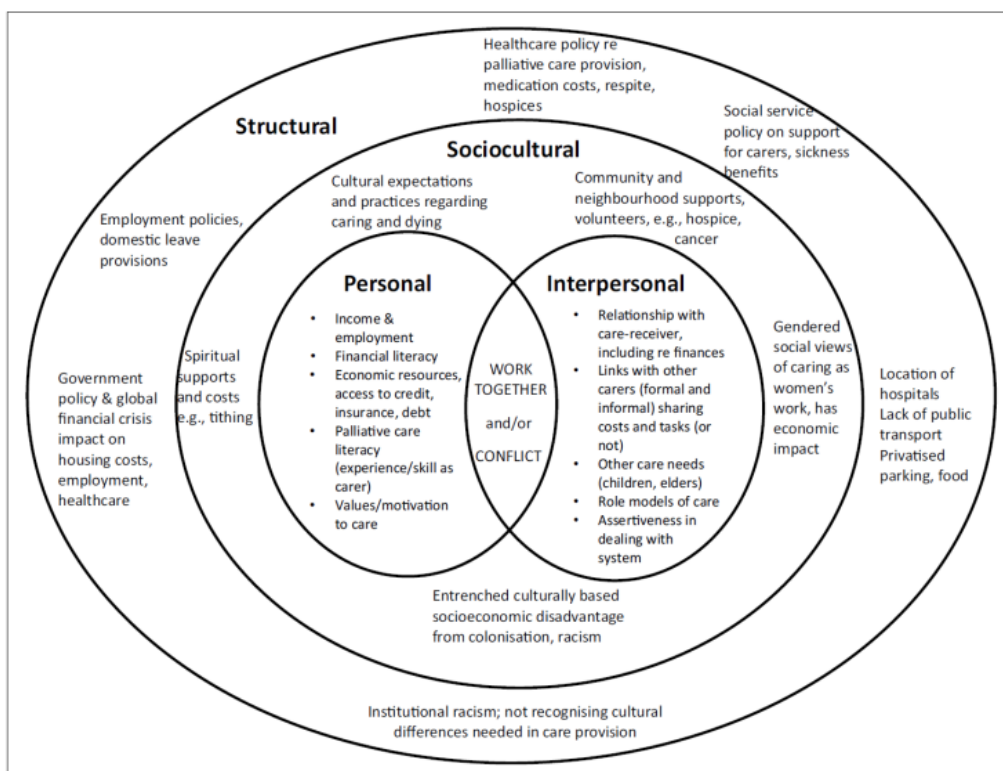 Healthcare policy re
palliative care provision,
medication costs, respite,
hospices
Structural
Social service
policy on support
for carers, sickness
benefits
Sociocultural
Cultural expectations
and practices regarding
caring and dying
Community and
neighbourhood supports,
volunteers, e.g., hospice,
cancer
Employment policies,
domestic leave
provisions
Personal
• Income &
employment
• Financial literacy
• Economic resources,
access to credit,
insurance, debt
• Palliative care
literacy
(experience/skill as
carer)
• Values/motivation
to care
WORK
TOGETHER
and/or
CONFLICT
Interpersonal
• Relationship with
care-receiver,
including re finances
• Links with other
carers (formal and
informal) sharing
costs and tasks (or
not)
• Other care needs
(children, elders)
• Role models of care
• Assertiveness in
dealing with
system
Spiritual
supports
and costs
e.g., tithing
Gendered
social views
of caring as
women's
work, has
economic
impact
Government
policy & global
financial crisis
impact on
housing costs,
employment,
healthcare
Location of
hospitals
Lack of public
transport
Privatised
parking, food
Entrenched culturally based
socioeconomic disadvantage
from colonisation, racism
Institutional racism; not recognising cultural
differences needed in care provision